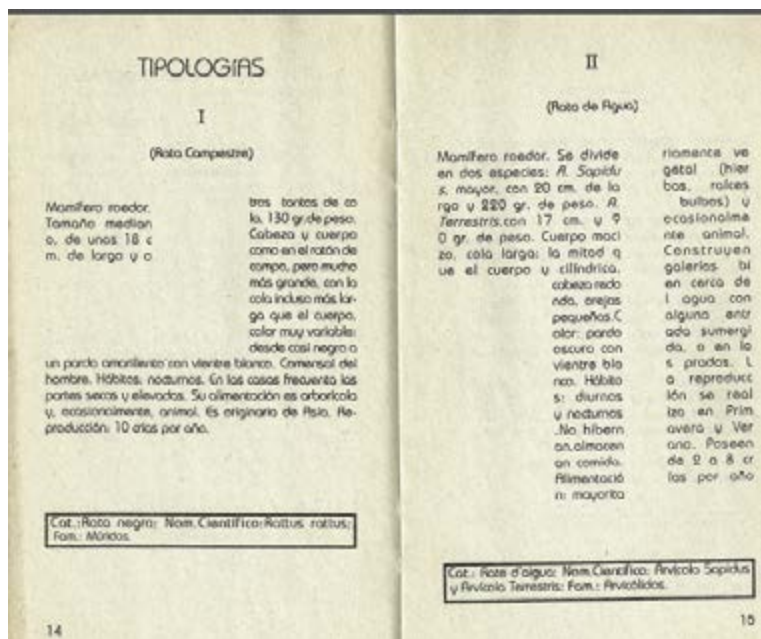 TIPOLOGÍAS
I
(Rata Campestre)
Mamífero roedor.
Tamaño median
o, de unos 18 c
m. de largo y o
tros tantos de co
la. 130 gr.de peso.
Cabeza y cuerpo
como en el ratón de
campo, pero mucho
más grande, con la
cola incluso más lar-
ga que el cuerpo,
color muy variable:
desde casi negro a
un pardo amarillento con vientre blanco. Comensal del
hombre. Hábitos: nocturnos. En las casas frecuenta las
partes secas y elevadas. Su alimentación es arborícola
y, ocasionalmente, animal. Es originario de Asia. Re-
producción: 10 crías por año.
Cat.:Rata negra; Nom.Científico:Rattus rattus;
Fam.: Múridos.
14
II
(Rata de Agua)
Mamífero roedor. Se divide
en dos especies: A. Sapidu
s, mayor, con 20 cm. de la
rgo y 220 gr. de peso. A.
Terrestris,con 17 cm. y 9
0 gr. de peso. Cuerpo maci
zo, cola larga: la mitad q
ue el cuerpo y cilíndrica,
cabeza redo
nda, orejas
pequeñas.C
olor: pardo
oscuro con
vientre bla
nco. Hábito
s: diurnos
y nocturnos
.No hibern
an,almacen
an comida.
Alimentació
n: mayorita
riamente ve
getal (hier
bas, raíces
bulbos) y
ocasionalme
nte animal.
Construyen
galerías bi
en cerca de
l agua con
alguna entr
ada sumergi
da, o en lo
s prados. L
a reproducc
ión se real
iza en Prim
avera y Ver
ano. Poseen
de 2 a 8 cr
ías por año
Cat.: Rata d'aigua; Nom.Científico: Arvícola Sapidus
y Arvícola Terrestris; Fam.: Arvicólidos.
15